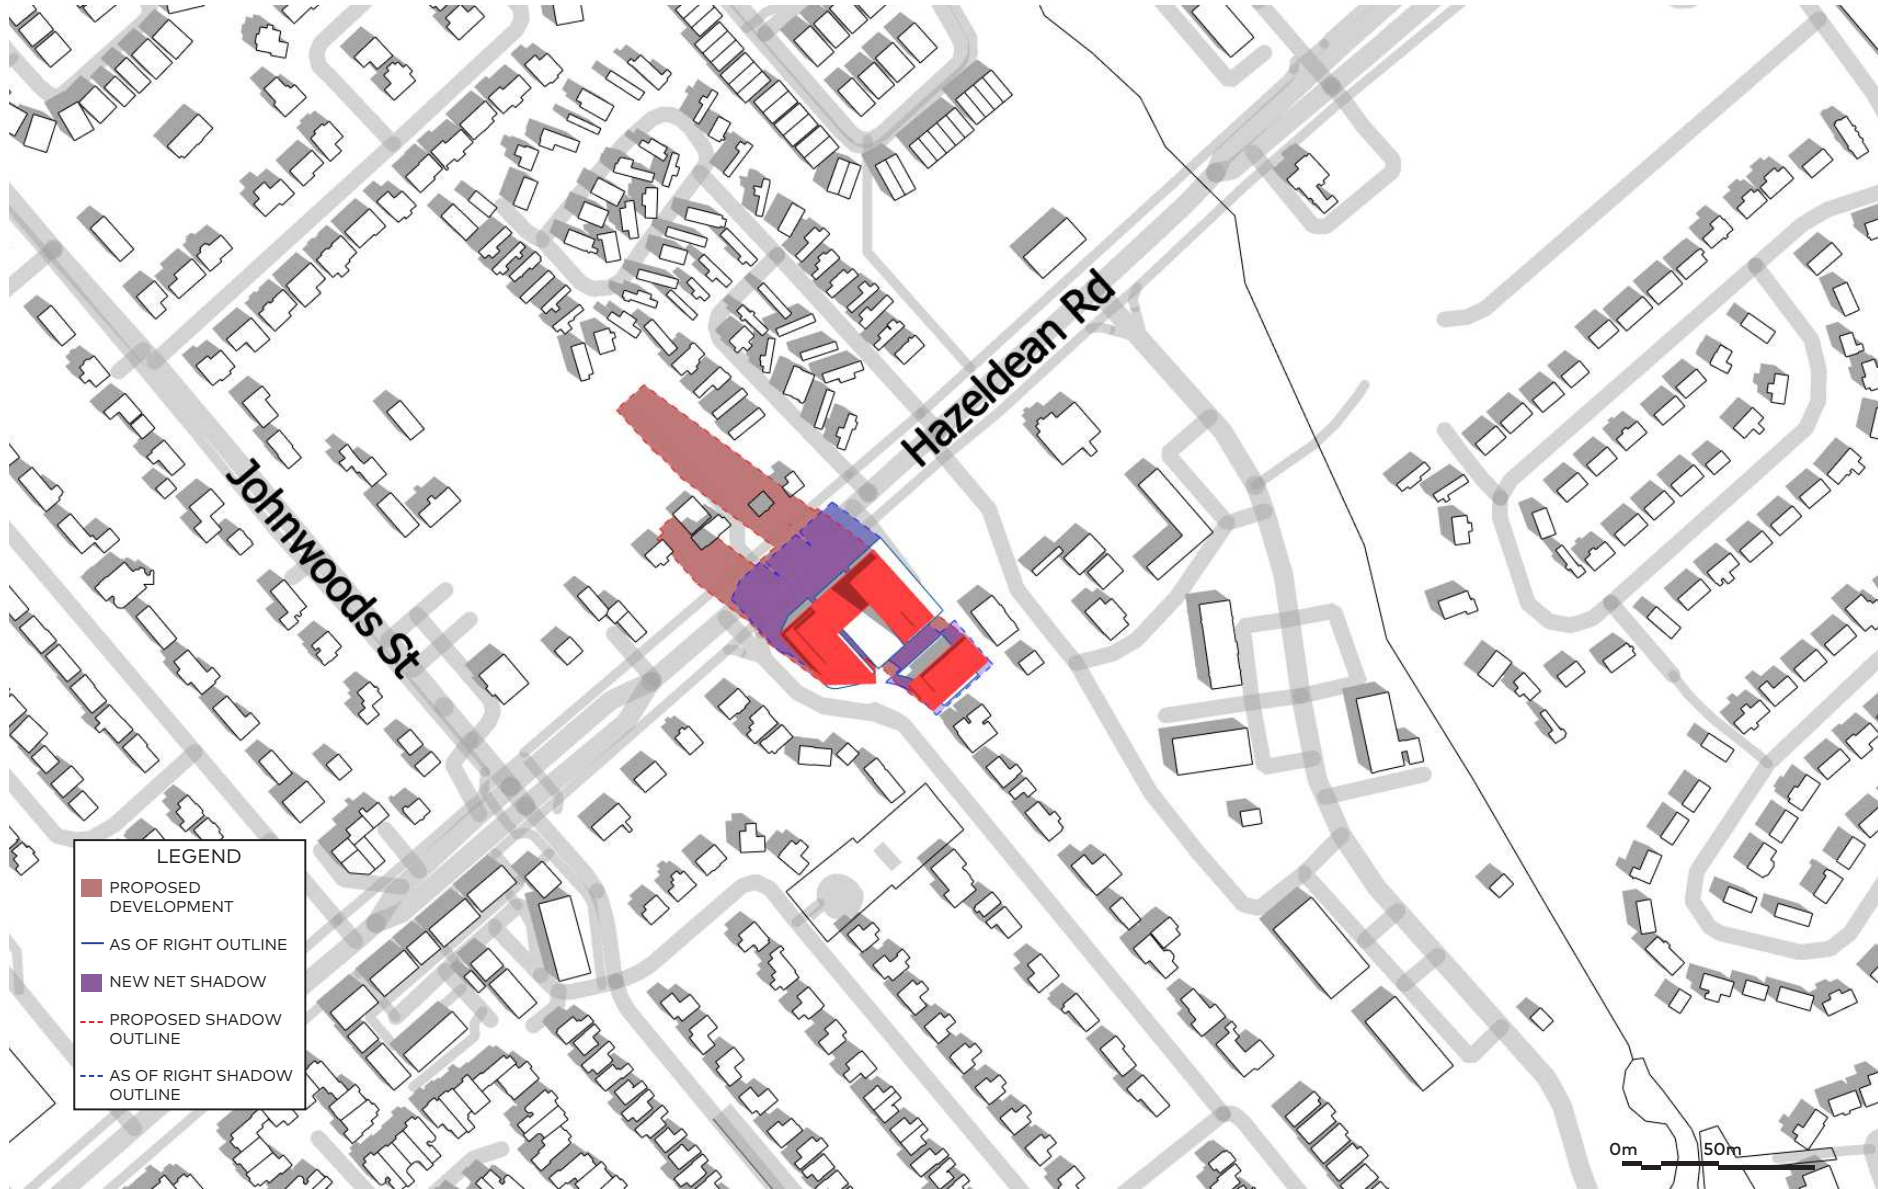 Hazeldean Rd
Johnwoods St
LEGEND
PROPOSED
DEVELOPMENT
AS OF RIGHT OUTLINE
NEW NET SHADOW
PROPOSED SHADOW
OUTLINE
AS OF RIGHT SHADOW
OUTLINE
0m 50m